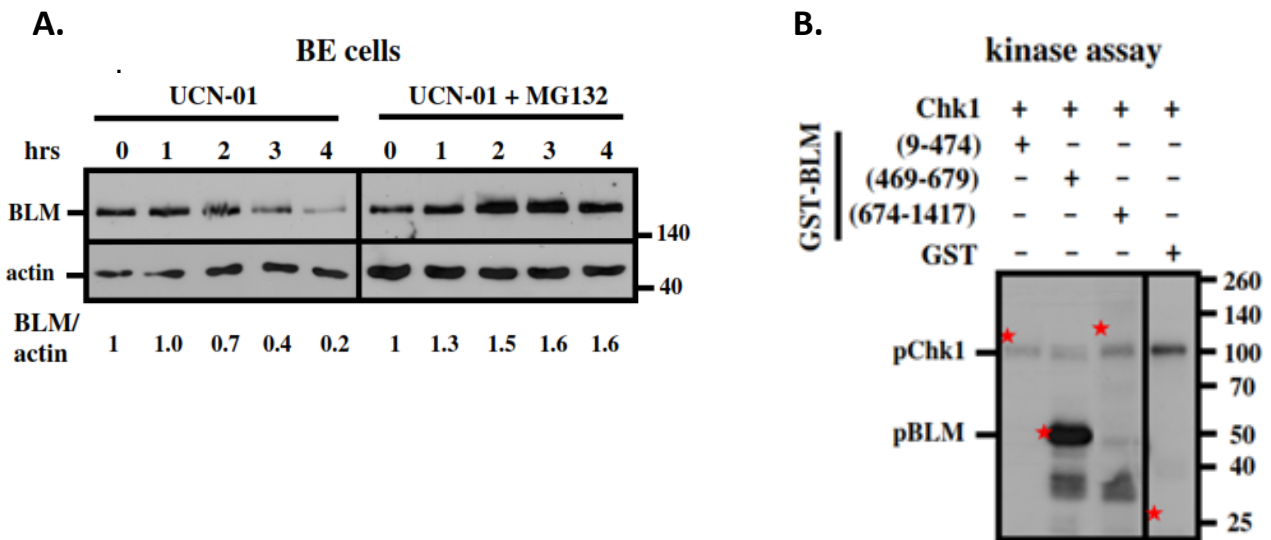 A.
BE cells
UCN-01
UCN-01 + MG132
hrs 0 1 2 3 4 0 1 2 3 4
BLM
140
actin
40
BLM/
actin 1 1.0 0.7 0.4 0.2 1 1.3 1.5 1.6 1.6
B.
kinase assay
Chk1 + + + +
GST-BLM
(9-474) + − − −
(469-679) − + − −
(674-1417) − − + −
GST − − − +
260
140
pChk1 100
70
pBLM 50
40
25